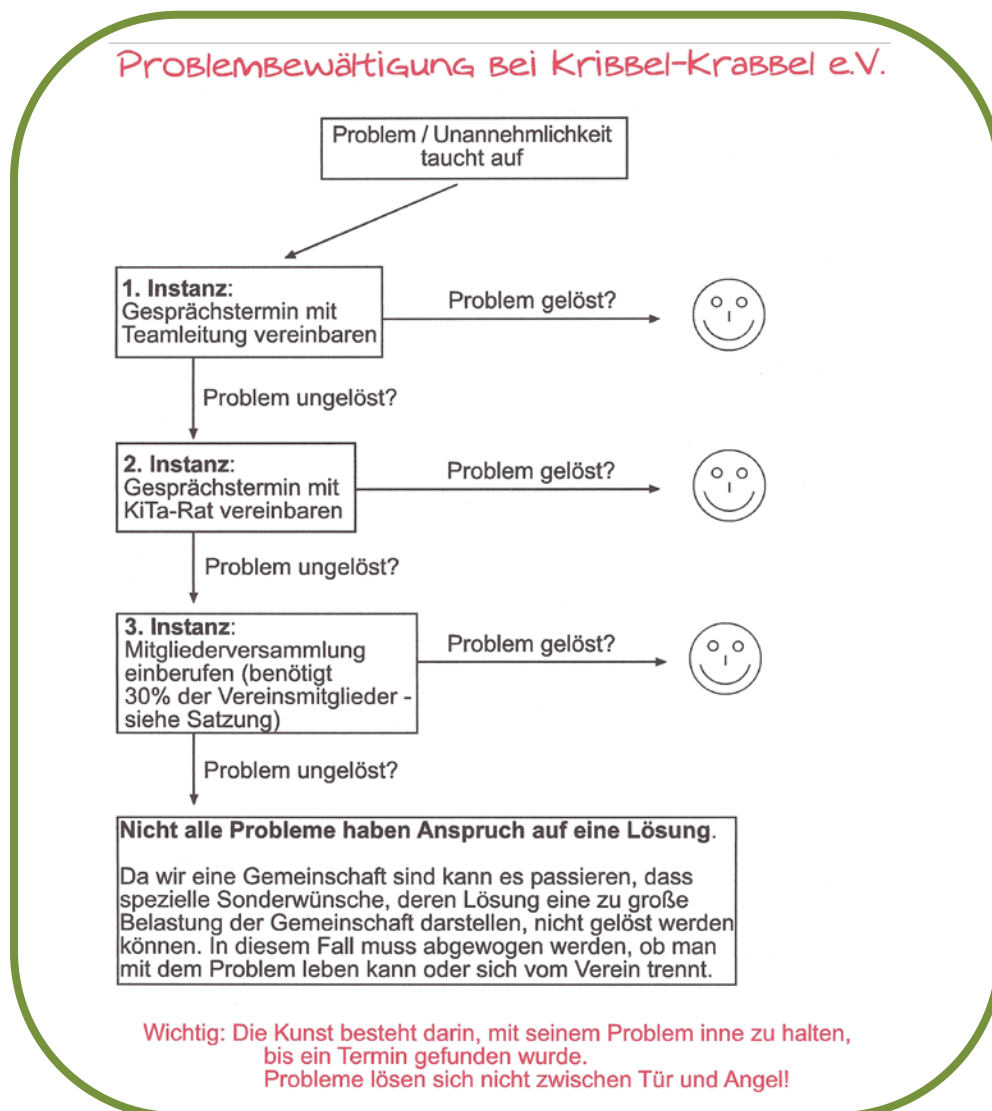 Problembewältigung bei Kribbel-Krabbel e.V.
Problem / Unannehmlichkeit
taucht auf
1. Instanz:
Gesprächstermin mit
Teamleitung vereinbaren
Problem gelöst?
Problem ungelöst?
2. Instanz:
Gesprächstermin mit
KiTa-Rat vereinbaren
Problem gelöst?
Problem ungelöst?
3. Instanz:
Mitgliederversammlung
einberufen (benötigt
30% der Vereinsmitglieder -
siehe Satzung)
Problem gelöst?
Problem ungelöst?
Nicht alle Probleme haben Anspruch auf eine Lösung.
Da wir eine Gemeinschaft sind kann es passieren, dass
spezielle Sonderwünsche, deren Lösung eine zu große
Belastung der Gemeinschaft darstellen, nicht gelöst werden
können. In diesem Fall muss abgewogen werden, ob man
mit dem Problem leben kann oder sich vom Verein trennt.
Wichtig: Die Kunst besteht darin, mit seinem Problem inne zu halten,
bis ein Termin gefunden wurde.
Probleme lösen sich nicht zwischen Tür und Angel!